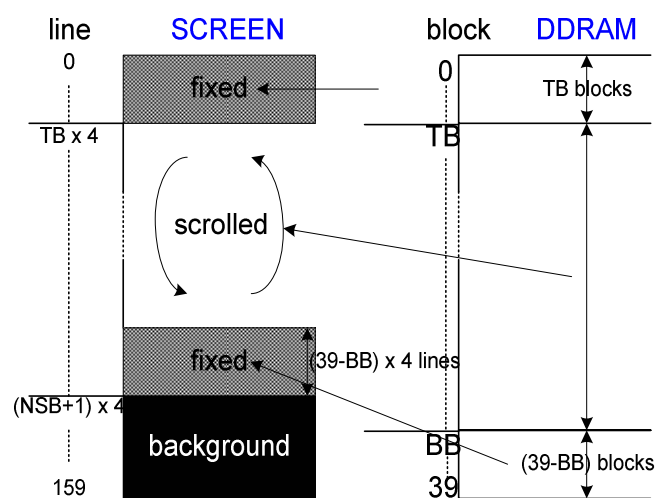 line SCREEN block DDRAM
0
0
fixed
TB blocks
TB x 4
TB
scrolled
fixed
(39-BB) x 4 lines
(NSB+1) x 4
background
BB
(39-BB) blocks
159
39